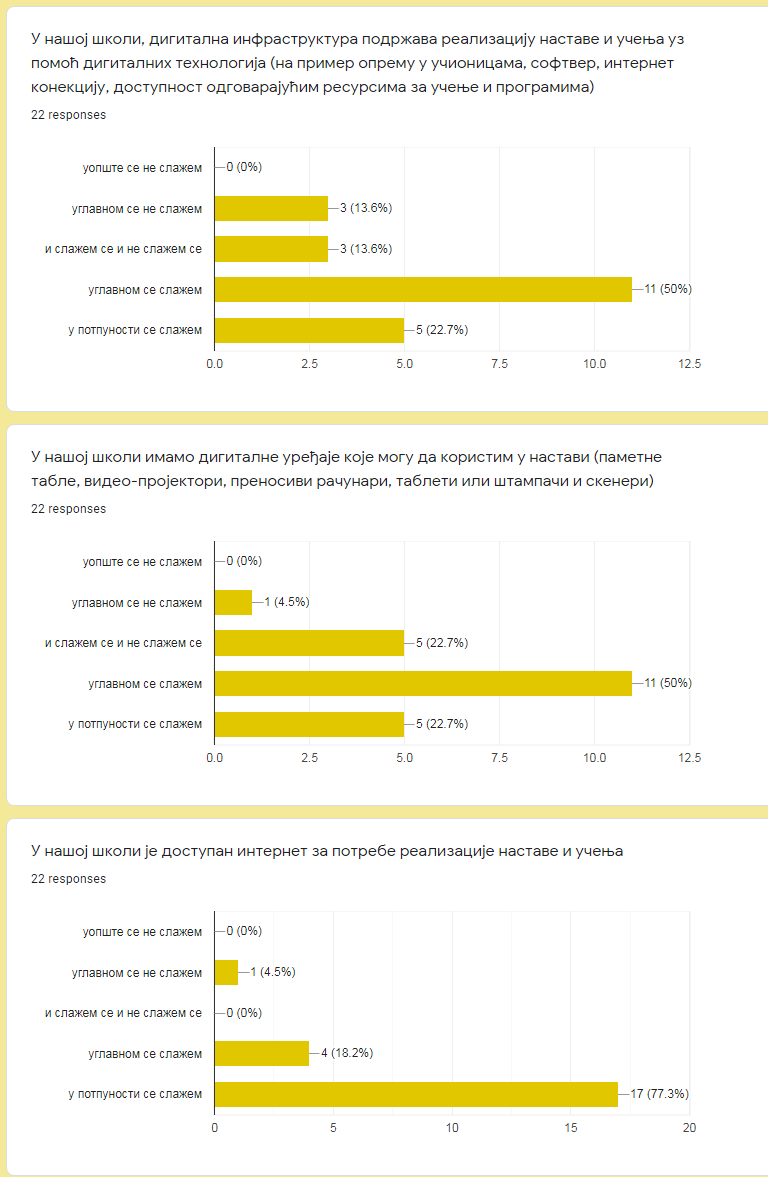 У нашој школи, дигитална инфраструктура подржава реализацију наставе и учења уз
помоћ дигиталних технологија (на пример опрему у учионицама, софтвер, интернет
конекцију, доступност одговарајућим ресурсима за учење и програмима)
22 responses
уопште се не слажем 0 (0%)
углавном се не слажем 3 (13.6%)
и слажем се и не слажем се 3 (13.6%)
углавном се слажем 11 (50%)
у потпуности се слажем 5 (22.7%)
0.0 2.5 5.0 7.5 10.0 12.5
У нашој школи имамо дигиталне уређаје које могу да користим у настави (паметне
табле, видео-пројектори, преносиви рачунари, таблети или штампачи и скенери)
22 responses
уопште се не слажем 0 (0%)
углавном се не слажем 1 (4.5%)
и слажем се и не слажем се 5 (22.7%)
углавном се слажем 11 (50%)
у потпуности се слажем 5 (22.7%)
0.0 2.5 5.0 7.5 10.0 12.5
У нашој школи је доступан интернет за потребе реализације наставе и учења
22 responses
уопште се не слажем 0 (0%)
углавном се не слажем 1 (4.5%)
и слажем се и не слажем се 0 (0%)
углавном се слажем 4 (18.2%)
у потпуности се слажем 17 (77.3%)
0 5 10 15 20